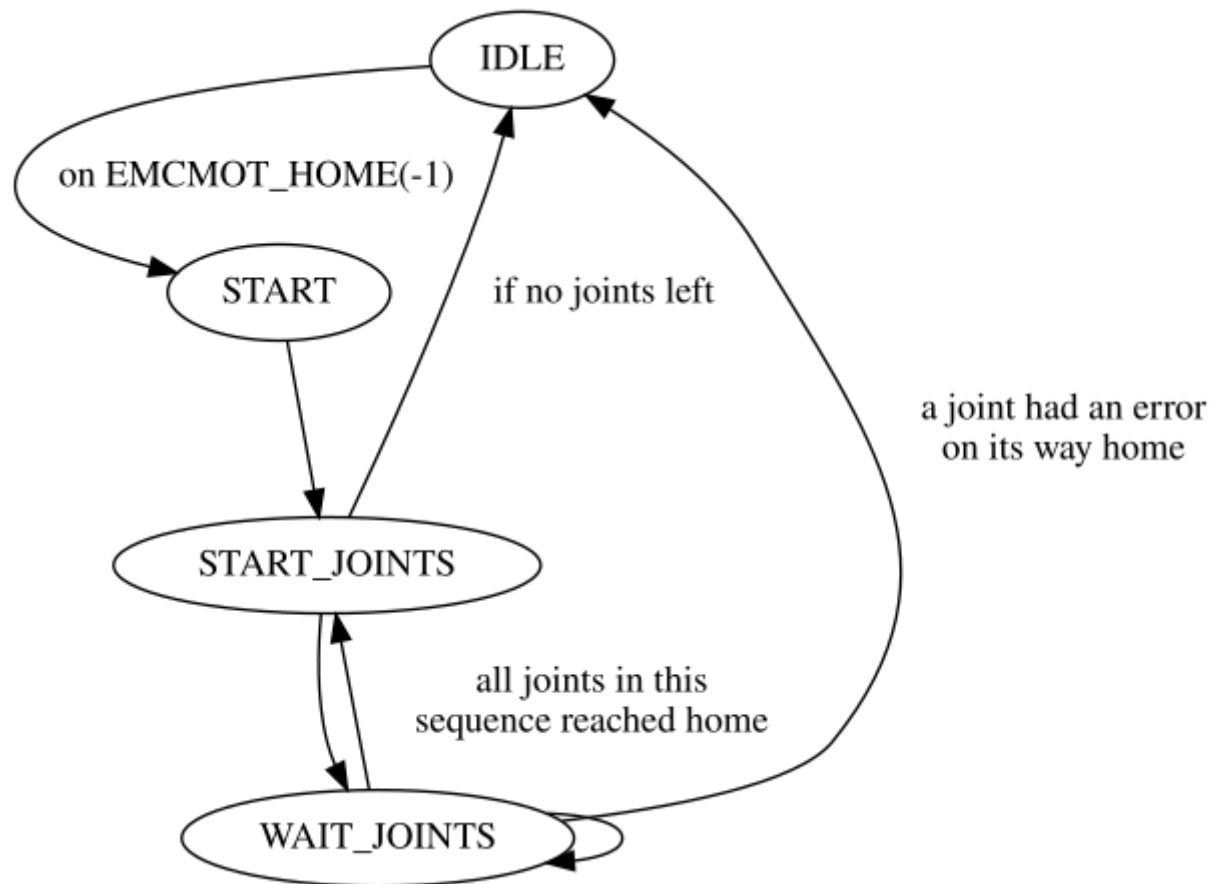 IDLE
on EMCMOT_HOME(-1)
START
if no joints left
a joint had an error
on its way home
START_JOINTS
all joints in this
sequence reached home
WAIT_JOINTS